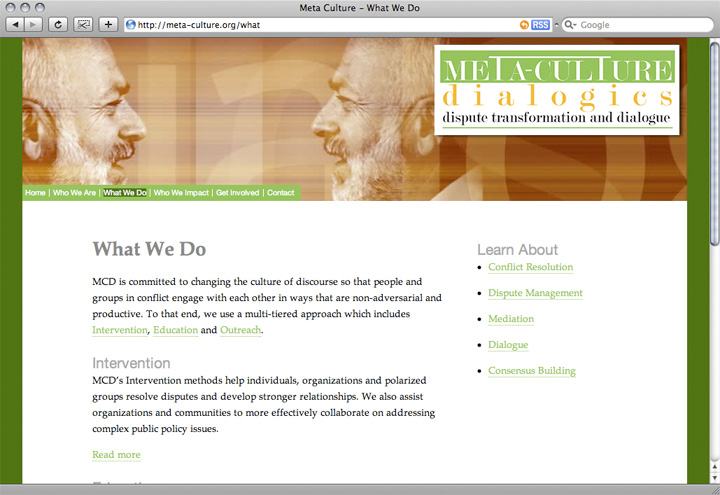 Meta Culture – What We Do
http://meta-culture.org/what
RSS
Google
META-CULTURE
dialogics
dispute transformation and dialogue
Home | Who We Are | What We Do | Who We Impact | Get Involved | Contact
What We Do
MCD is committed to changing the culture of discourse so that people and
groups in conflict engage with each other in ways that are non-adversarial and
productive. To that end, we use a multi-tiered approach which includes
Intervention, Education and Outreach.
Intervention
MCD's Intervention methods help individuals, organizations and polarized
groups resolve disputes and develop stronger relationships. We also assist
organizations and communities to more effectively collaborate on addressing
complex public policy issues.
Read more
Learn About
• Conflict Resolution
• Dispute Management
• Mediation
• Dialogue
• Consensus Building